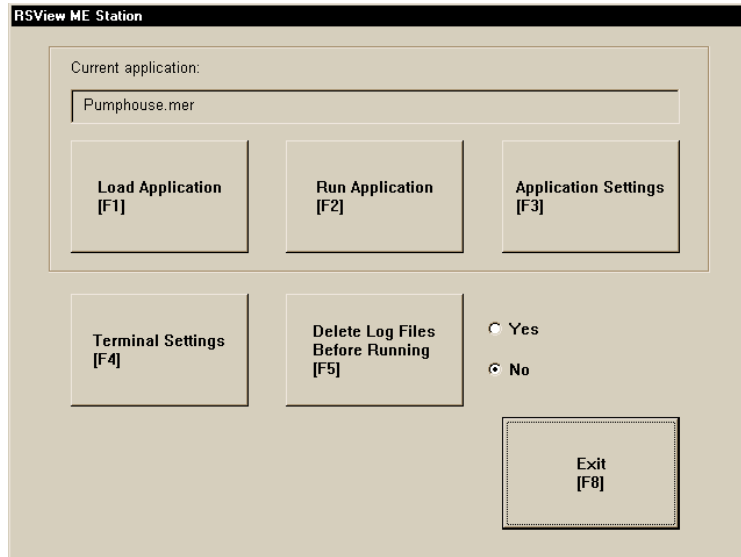 RSView ME Station
Current application:
Pumphouse.mer
Load Application
[F1]
Run Application
[F2]
Application Settings
[F3]
Terminal Settings
[F4]
Delete Log Files
Before Running
[F5]
Yes
No
Exit
[F8]